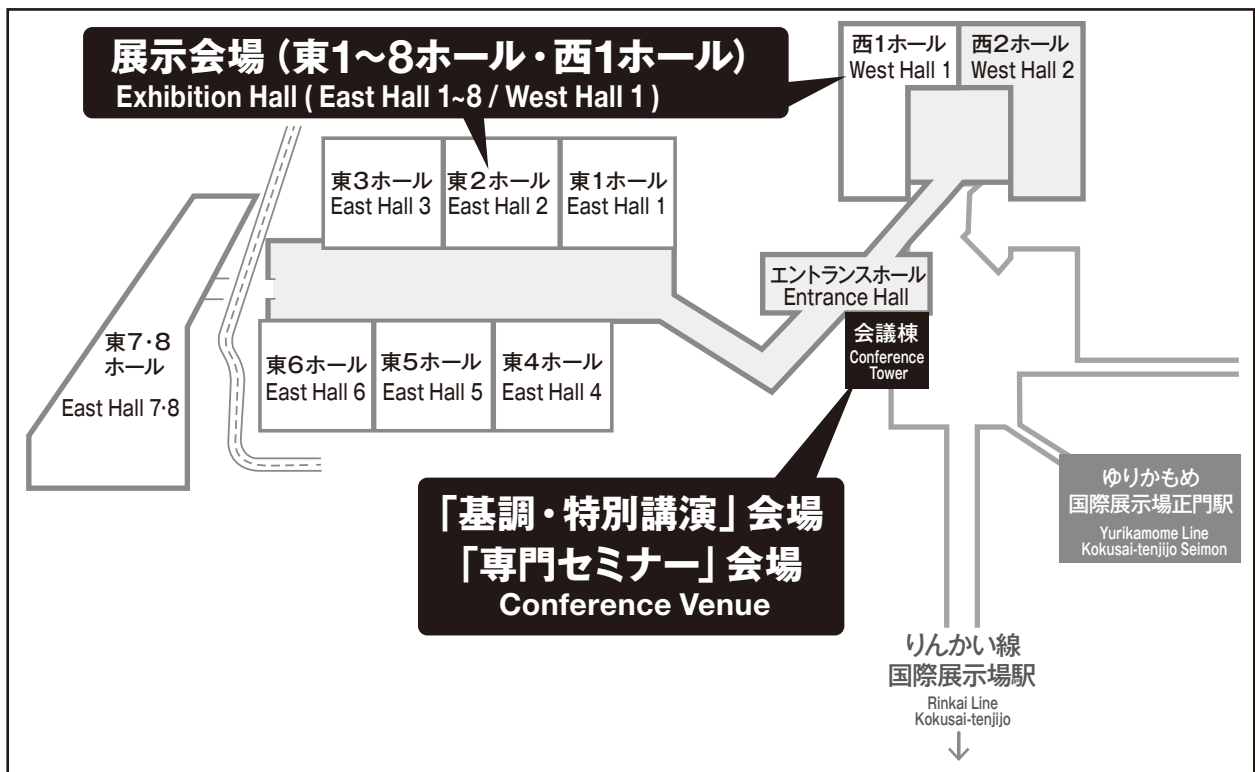 展示会場（東1〜8ホール・西1ホール）
Exhibition Hall ( East Hall 1~8 / West Hall 1 )
西1ホール
West Hall 1
西2ホール
West Hall 2
東3ホール
East Hall 3
東2ホール
East Hall 2
東1ホール
East Hall 1
エントランスホール
Entrance Hall
会議棟
Conference
Tower
東7・8
ホール
East Hall 7·8
東6ホール
East Hall 6
東5ホール
East Hall 5
東4ホール
East Hall 4
「基調・特別講演」会場
「専門セミナー」会場
Conference Venue
ゆりかもめ
国際展示場正門駅
Yurikamome Line
Kokusai-tenjijo Seimon
りんかい線
国際展示場駅
Rinkai Line
Kokusai-tenjijo